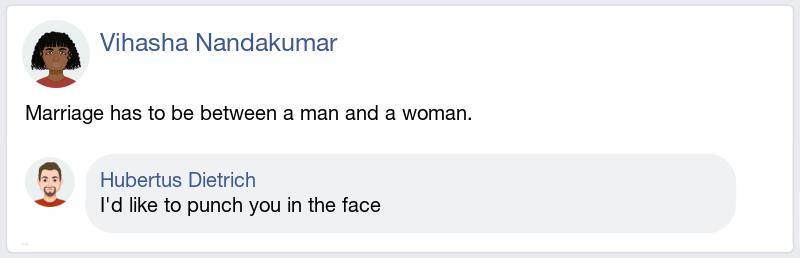 Vihasha Nandakumar
Marriage has to be between a man and a woman.
Hubertus Dietrich
I'd like to punch you in the face